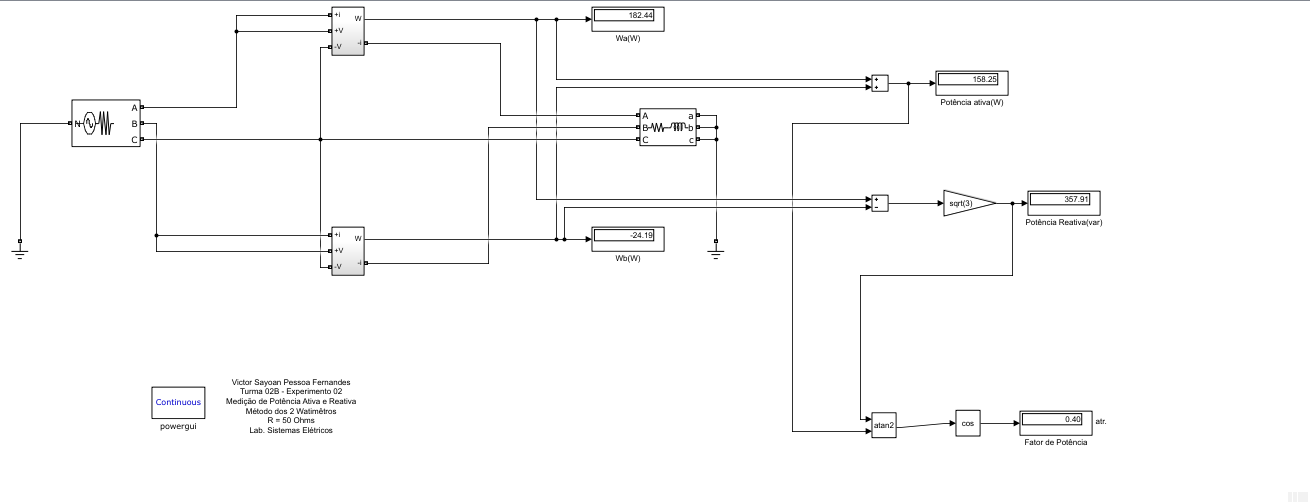 +i
+V
-V
W
-i
182.44
Wa(W)
+
+
158.25
Potência ativa(W)
N
A
B
C
A
B
C
a
b
c
+
−
sqrt(3)
357.91
Potência Reativa(var)
+i
+V
-V
W
-i
-24.19
Wb(W)
Continuous
powergui
Victor Sayoan Pessoa Fernandes
Turma 02B - Experimento 02
Medição de Potência Ativa e Reativa
Método dos 2 Watimêtros
R = 50 Ohms
Lab. Sistemas Elétricos
atan2
cos
0.40
atr.
Fator de Potência